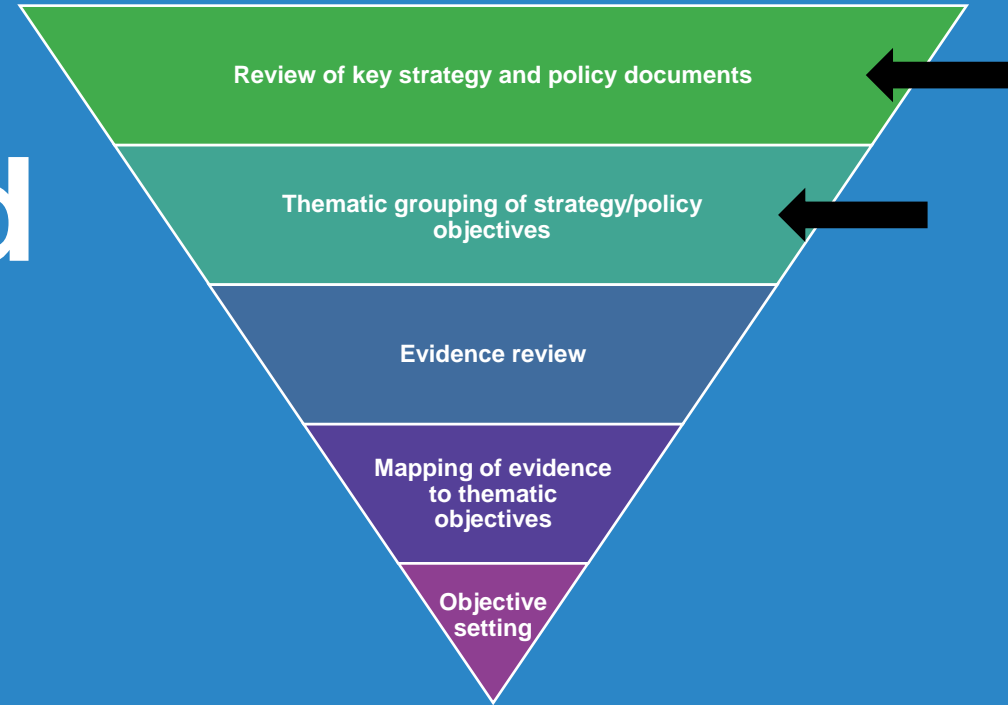 Review of key strategy and policy documents
d
Thematic grouping of strategy/policy
objectives
Evidence review
Mapping of evidence
to thematic
objectives
Objective
setting